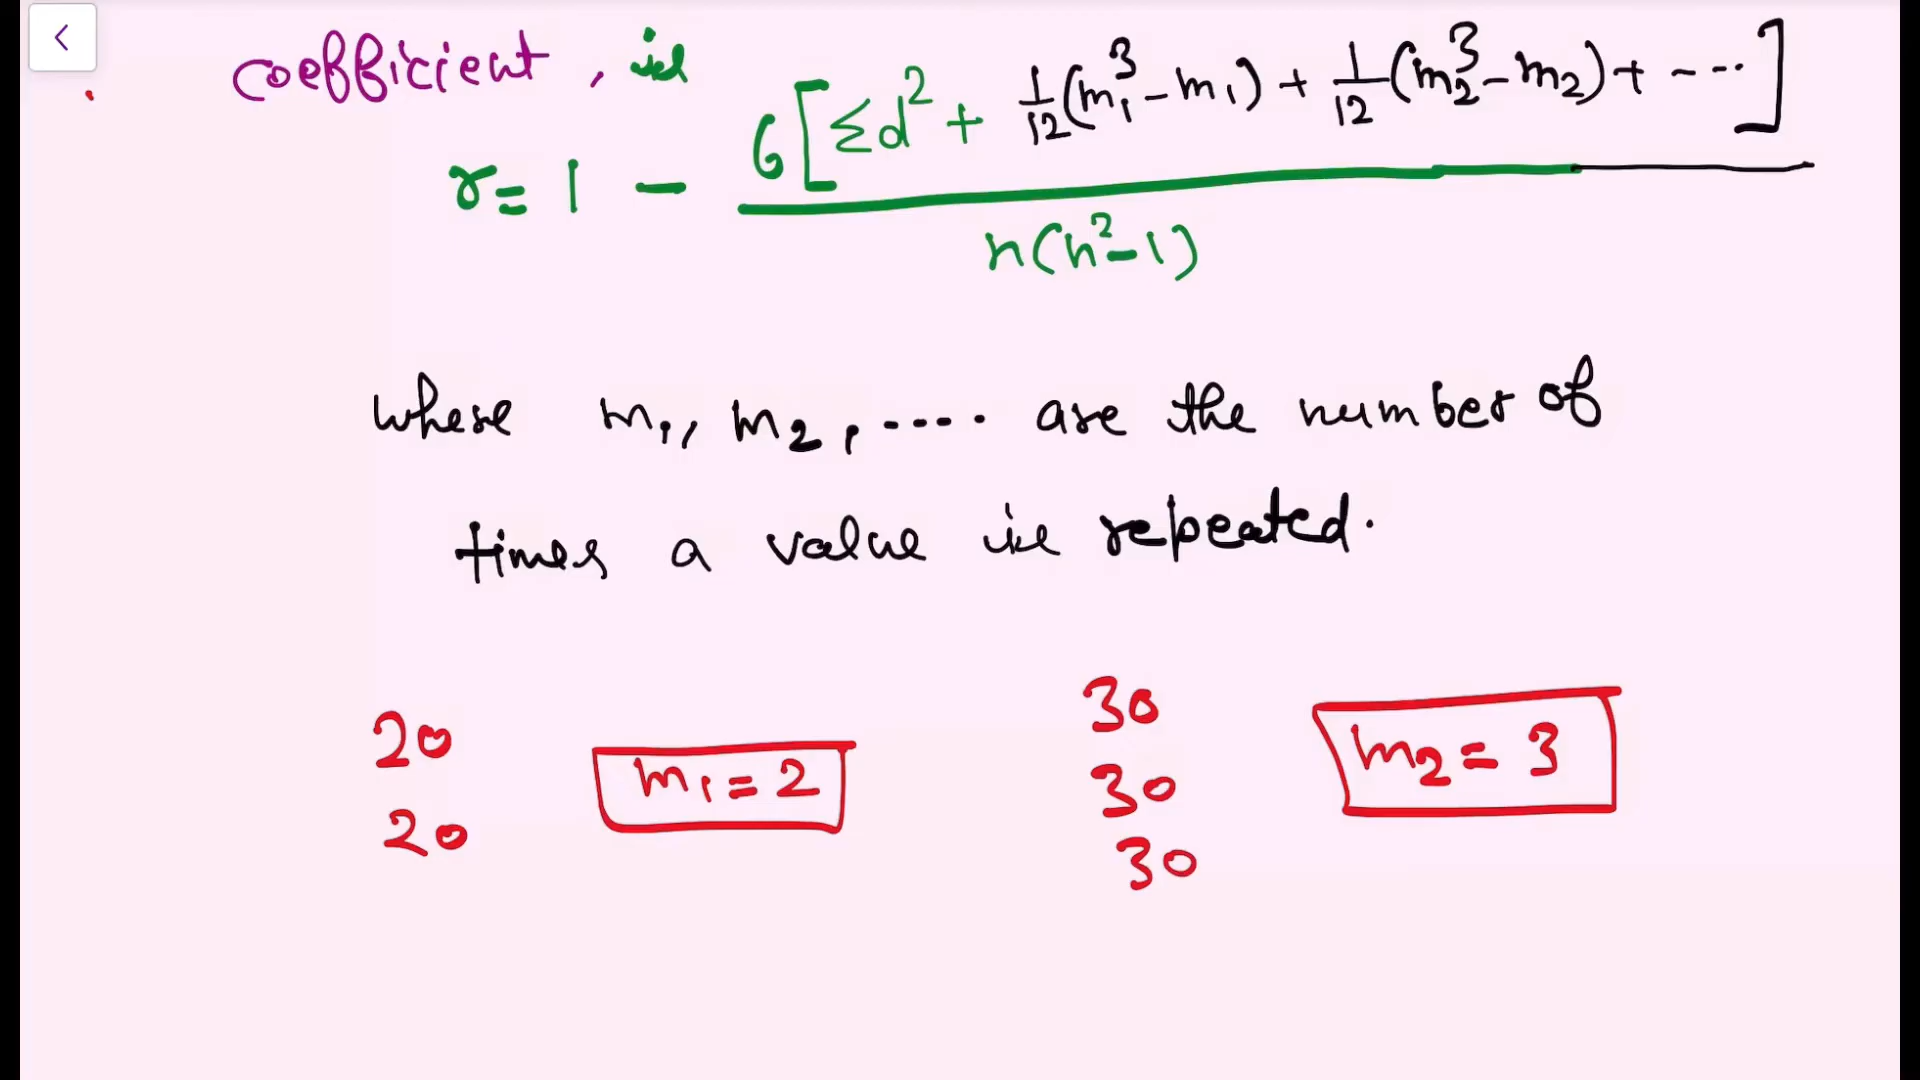 coefficient, is
r = 1 - 6[Σd² + 1/12(m₁³ - m₁) + 1/12(m₂³ - m₂) + ----] / n(n²-1)
where m₁, m₂, ..... are the number of
times a value is repeated.
20 m₁ = 2 30 m₂ = 3
20 30
30